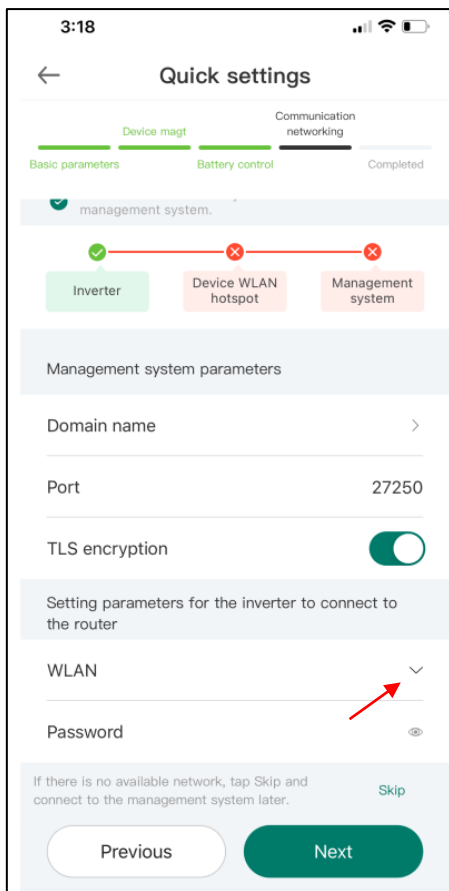 3:18
Quick settings
Device magt
Communication
networking
Basic parameters
Battery control
Completed
management system.
Inverter
Device WLAN
hotspot
Management
system
Management system parameters
Domain name
Port
27250
TLS encryption
Setting parameters for the inverter to connect to
the router
WLAN
Password
If there is no available network, tap Skip and
connect to the management system later.
Skip
Previous
Next